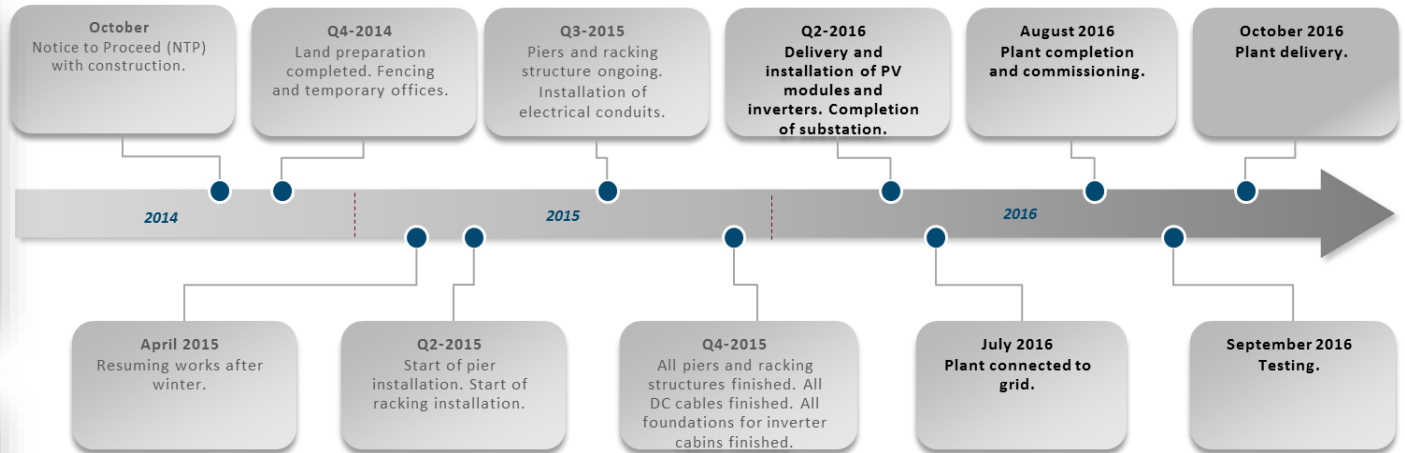 October
Notice to Proceed (NTP)
with construction.
Q4-2014
Land preparation
completed. Fencing
and temporary offices.
Q3-2015
Piers and racking
structure ongoing.
Installation of
electrical conduits.
Q2-2016
Delivery and
installation of PV
modules and
inverters. Completion
of substation.
August 2016
Plant completion
and commissioning.
October 2016
Plant delivery.
2014
2015
2016
April 2015
Resuming works after
winter.
Q2-2015
Start of pier
installation. Start of
racking installation.
Q4-2015
All piers and racking
structures finished. All
DC cables finished. All
foundations for inverter
cabins finished.
July 2016
Plant connected to
grid.
September 2016
Testing.